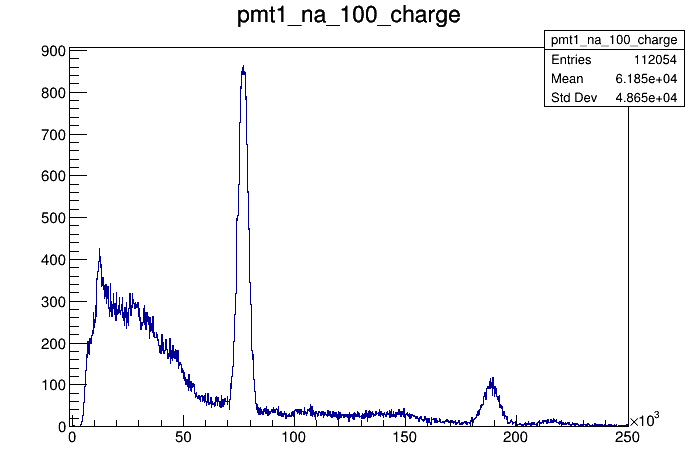 pmt1_na_100_charge
pmt1_na_100_charge
Entries 112054
Mean 6.185e+04
Std Dev 4.865e+04
900
800
700
600
500
400
300
200
100
0
0 50 100 150 200 250
×10³